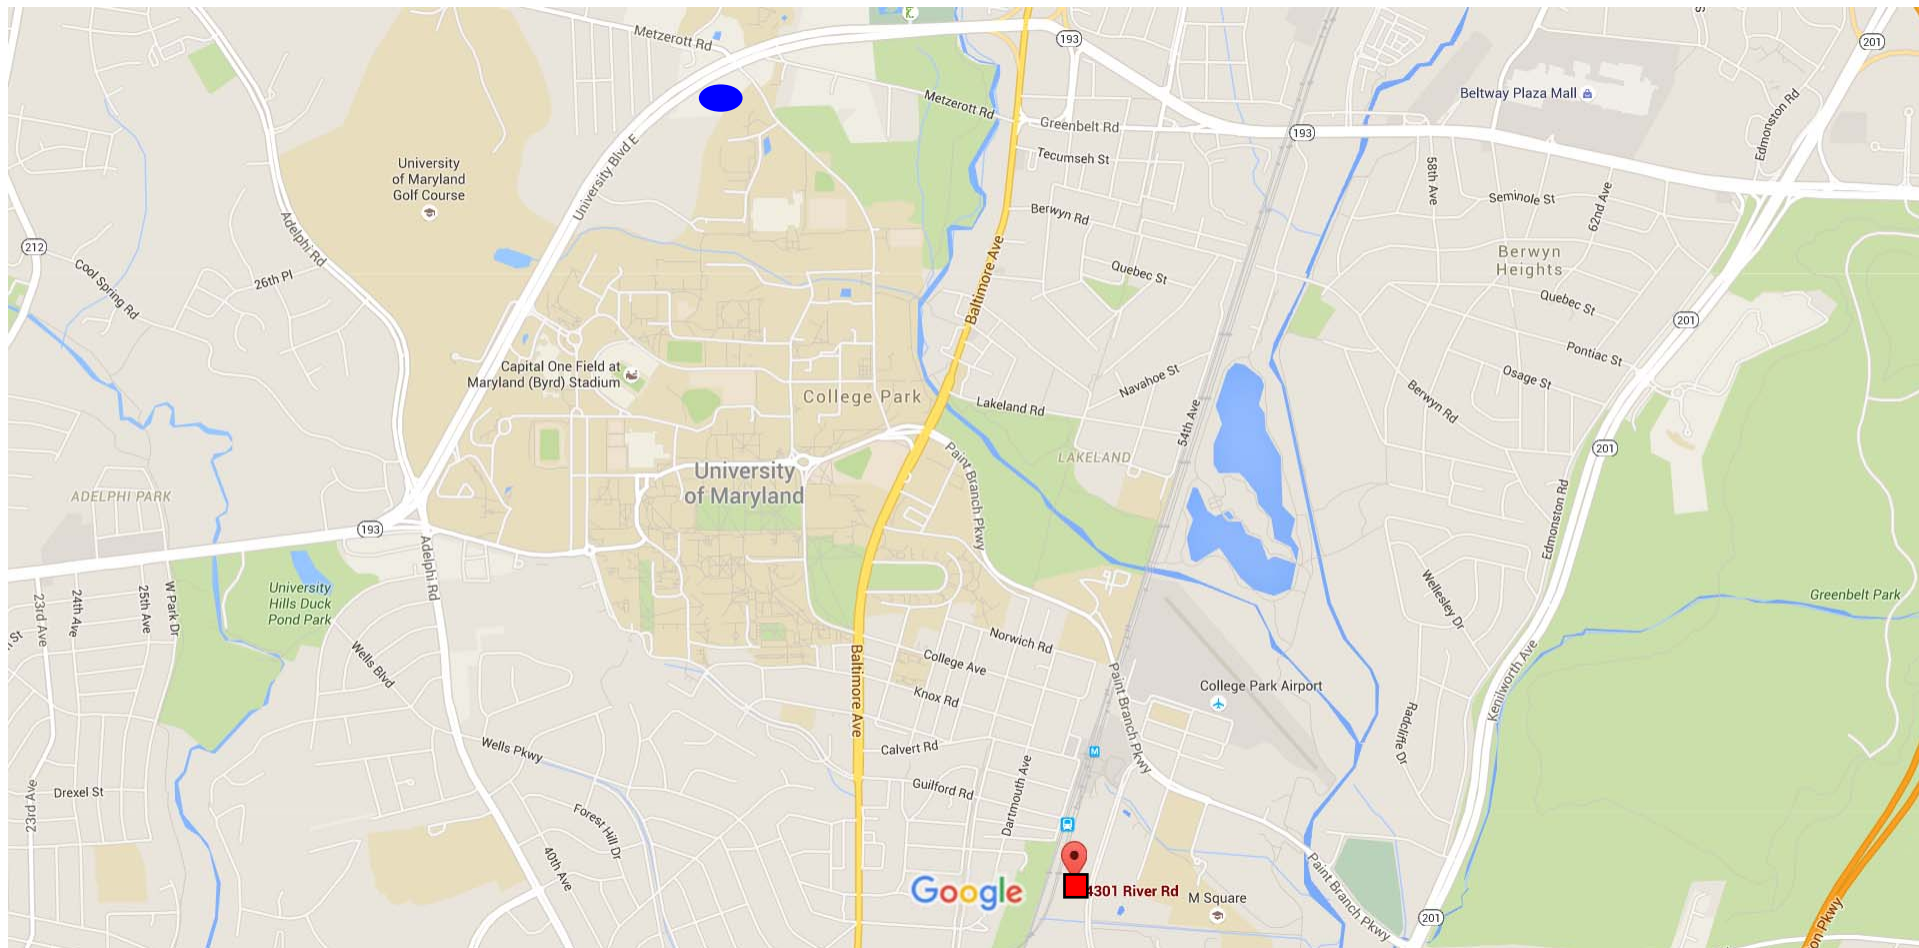 Metzerott Rd
193
201
Beltway Plaza Mall
Metzerott Rd
Edmonston Rd
Greenbelt Rd
193
Tecumseh St
University
of Maryland
Golf Course
University Blvd E
58th Ave
Seminole St
62nd Ave
Adelphi Rd
Berwyn Rd
212
Cool Spring Rd
26th Pl
Baltimore Ave
Quebec St
Berwyn
Heights
Quebec St
201
Pontiac St
Osage St
Capital One Field at
Maryland (Byrd) Stadium
College Park
Navahoe St
Lakeland Rd
54th Ave
Berwyn Rd
201
Paint Branch Pkwy
LAKELAND
University
of Maryland
ADELPHI PARK
193
Edmonston Rd
Adelphi Rd
University
Hills Duck
Pond Park
23rd Ave
24th Ave
25th Ave
W Park Dr
Wellesley Dr
Greenbelt Park
Norwich Rd
College Ave
Wells Blvd
Baltimore Ave
Knox Rd
Paint Branch Pkwy
College Park Airport
Kenilworth Ave
Radcliffe Dr
Wells Pkwy
Calvert Rd
M
Guilford Rd
Dartmouth Ave
Drexel St
23rd Ave
Forest Hill Dr
40th Ave
Google
4301 River Rd
M Square
Paint Branch Pkwy
201
on Pkwy